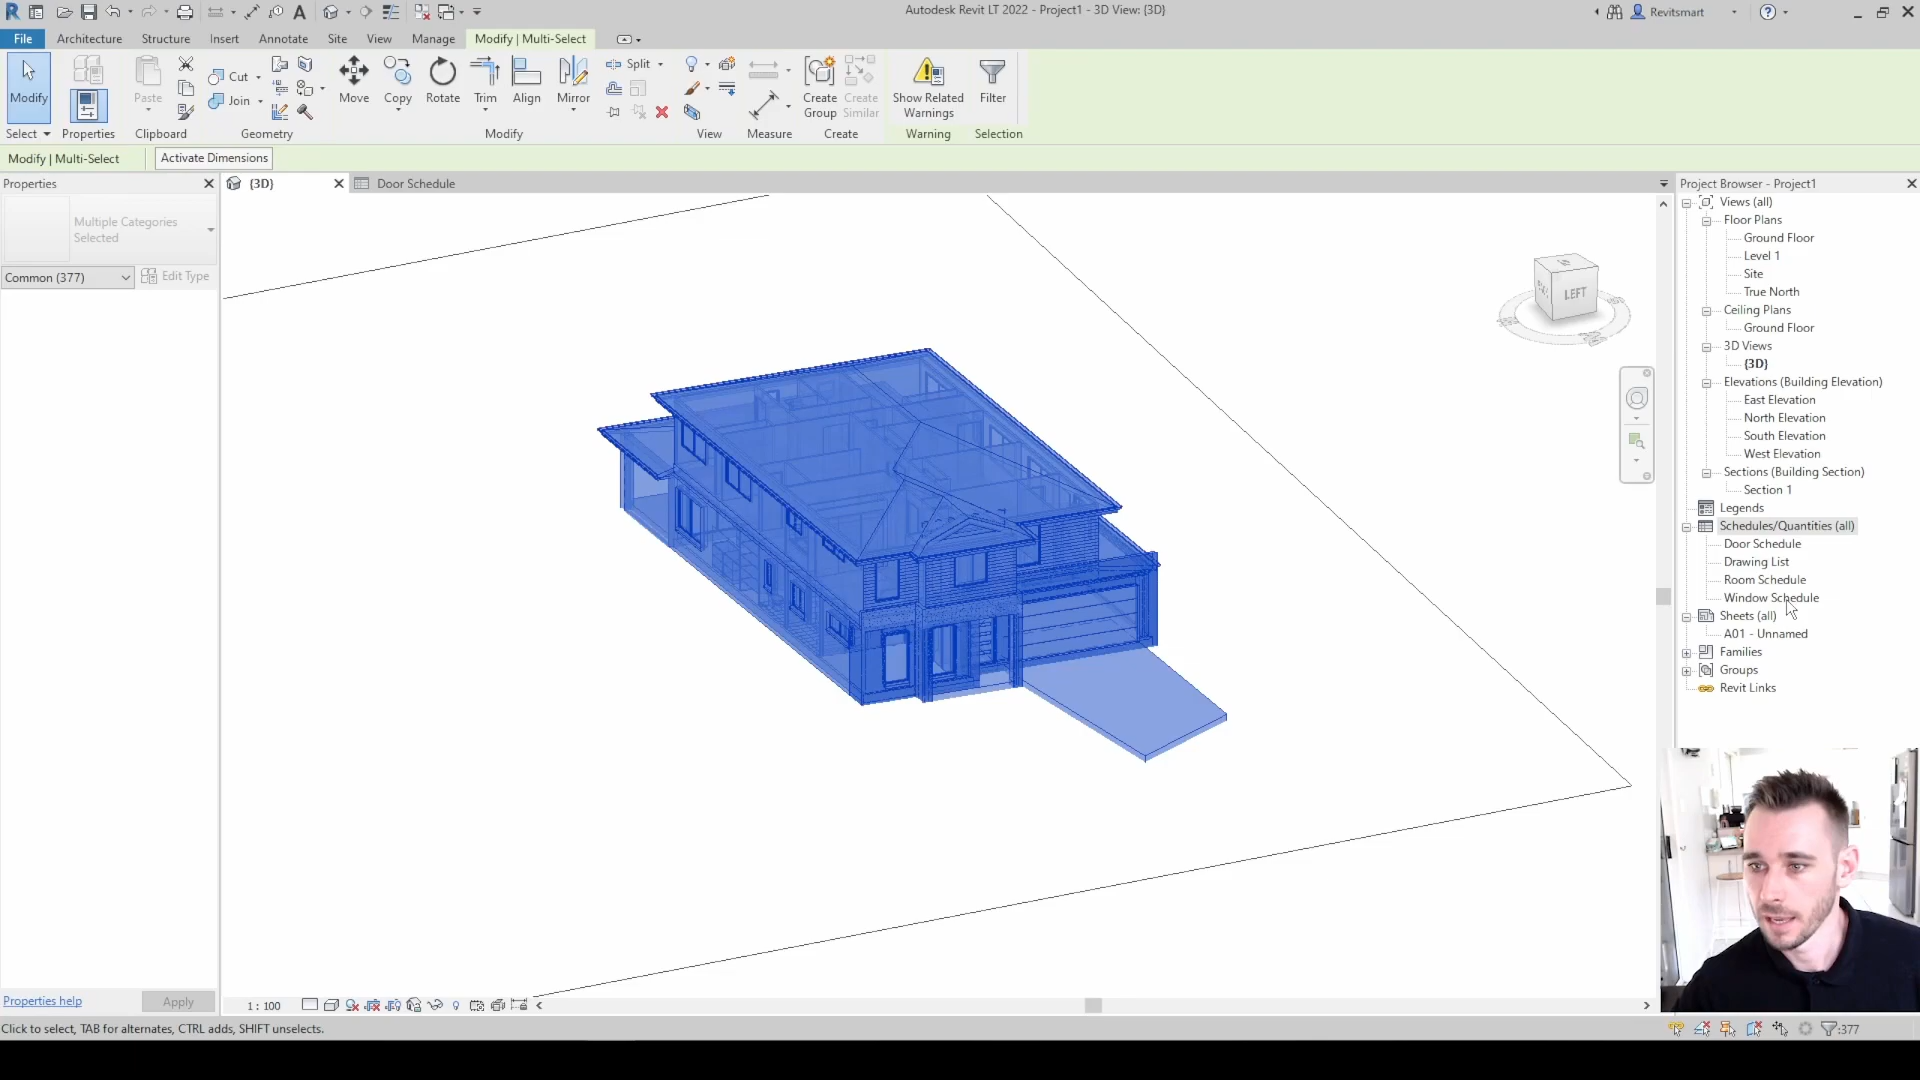 Autodesk Revit LT 2022 - Project1 - 3D View: {3D}
Revitsmart
File Architecture Structure Insert Annotate Site View Manage Modify | Multi-Select
Modify
Paste
Cut
Join
Move Copy Rotate Trim Align Mirror
Split
Create Group
Create Similar
Show Related Warnings
Filter
Select Properties Clipboard Geometry Modify View Measure Create Warning Selection
Modify | Multi-Select Activate Dimensions
Properties
Multiple Categories
Selected
Common (377) Edit Type
{3D} Door Schedule
LEFT
Project Browser - Project1
Views (all)
Floor Plans
Ground Floor
Level 1
Site
True North
Ceiling Plans
Ground Floor
3D Views
{3D}
Elevations (Building Elevation)
East Elevation
North Elevation
South Elevation
West Elevation
Sections (Building Section)
Section 1
Legends
Schedules/Quantities (all)
Door Schedule
Drawing List
Room Schedule
Window Schedule
Sheets (all)
A01 - Unnamed
Families
Groups
Revit Links
Properties help Apply
1 : 100
Click to select, TAB for alternates, CTRL adds, SHIFT unselects.
:377